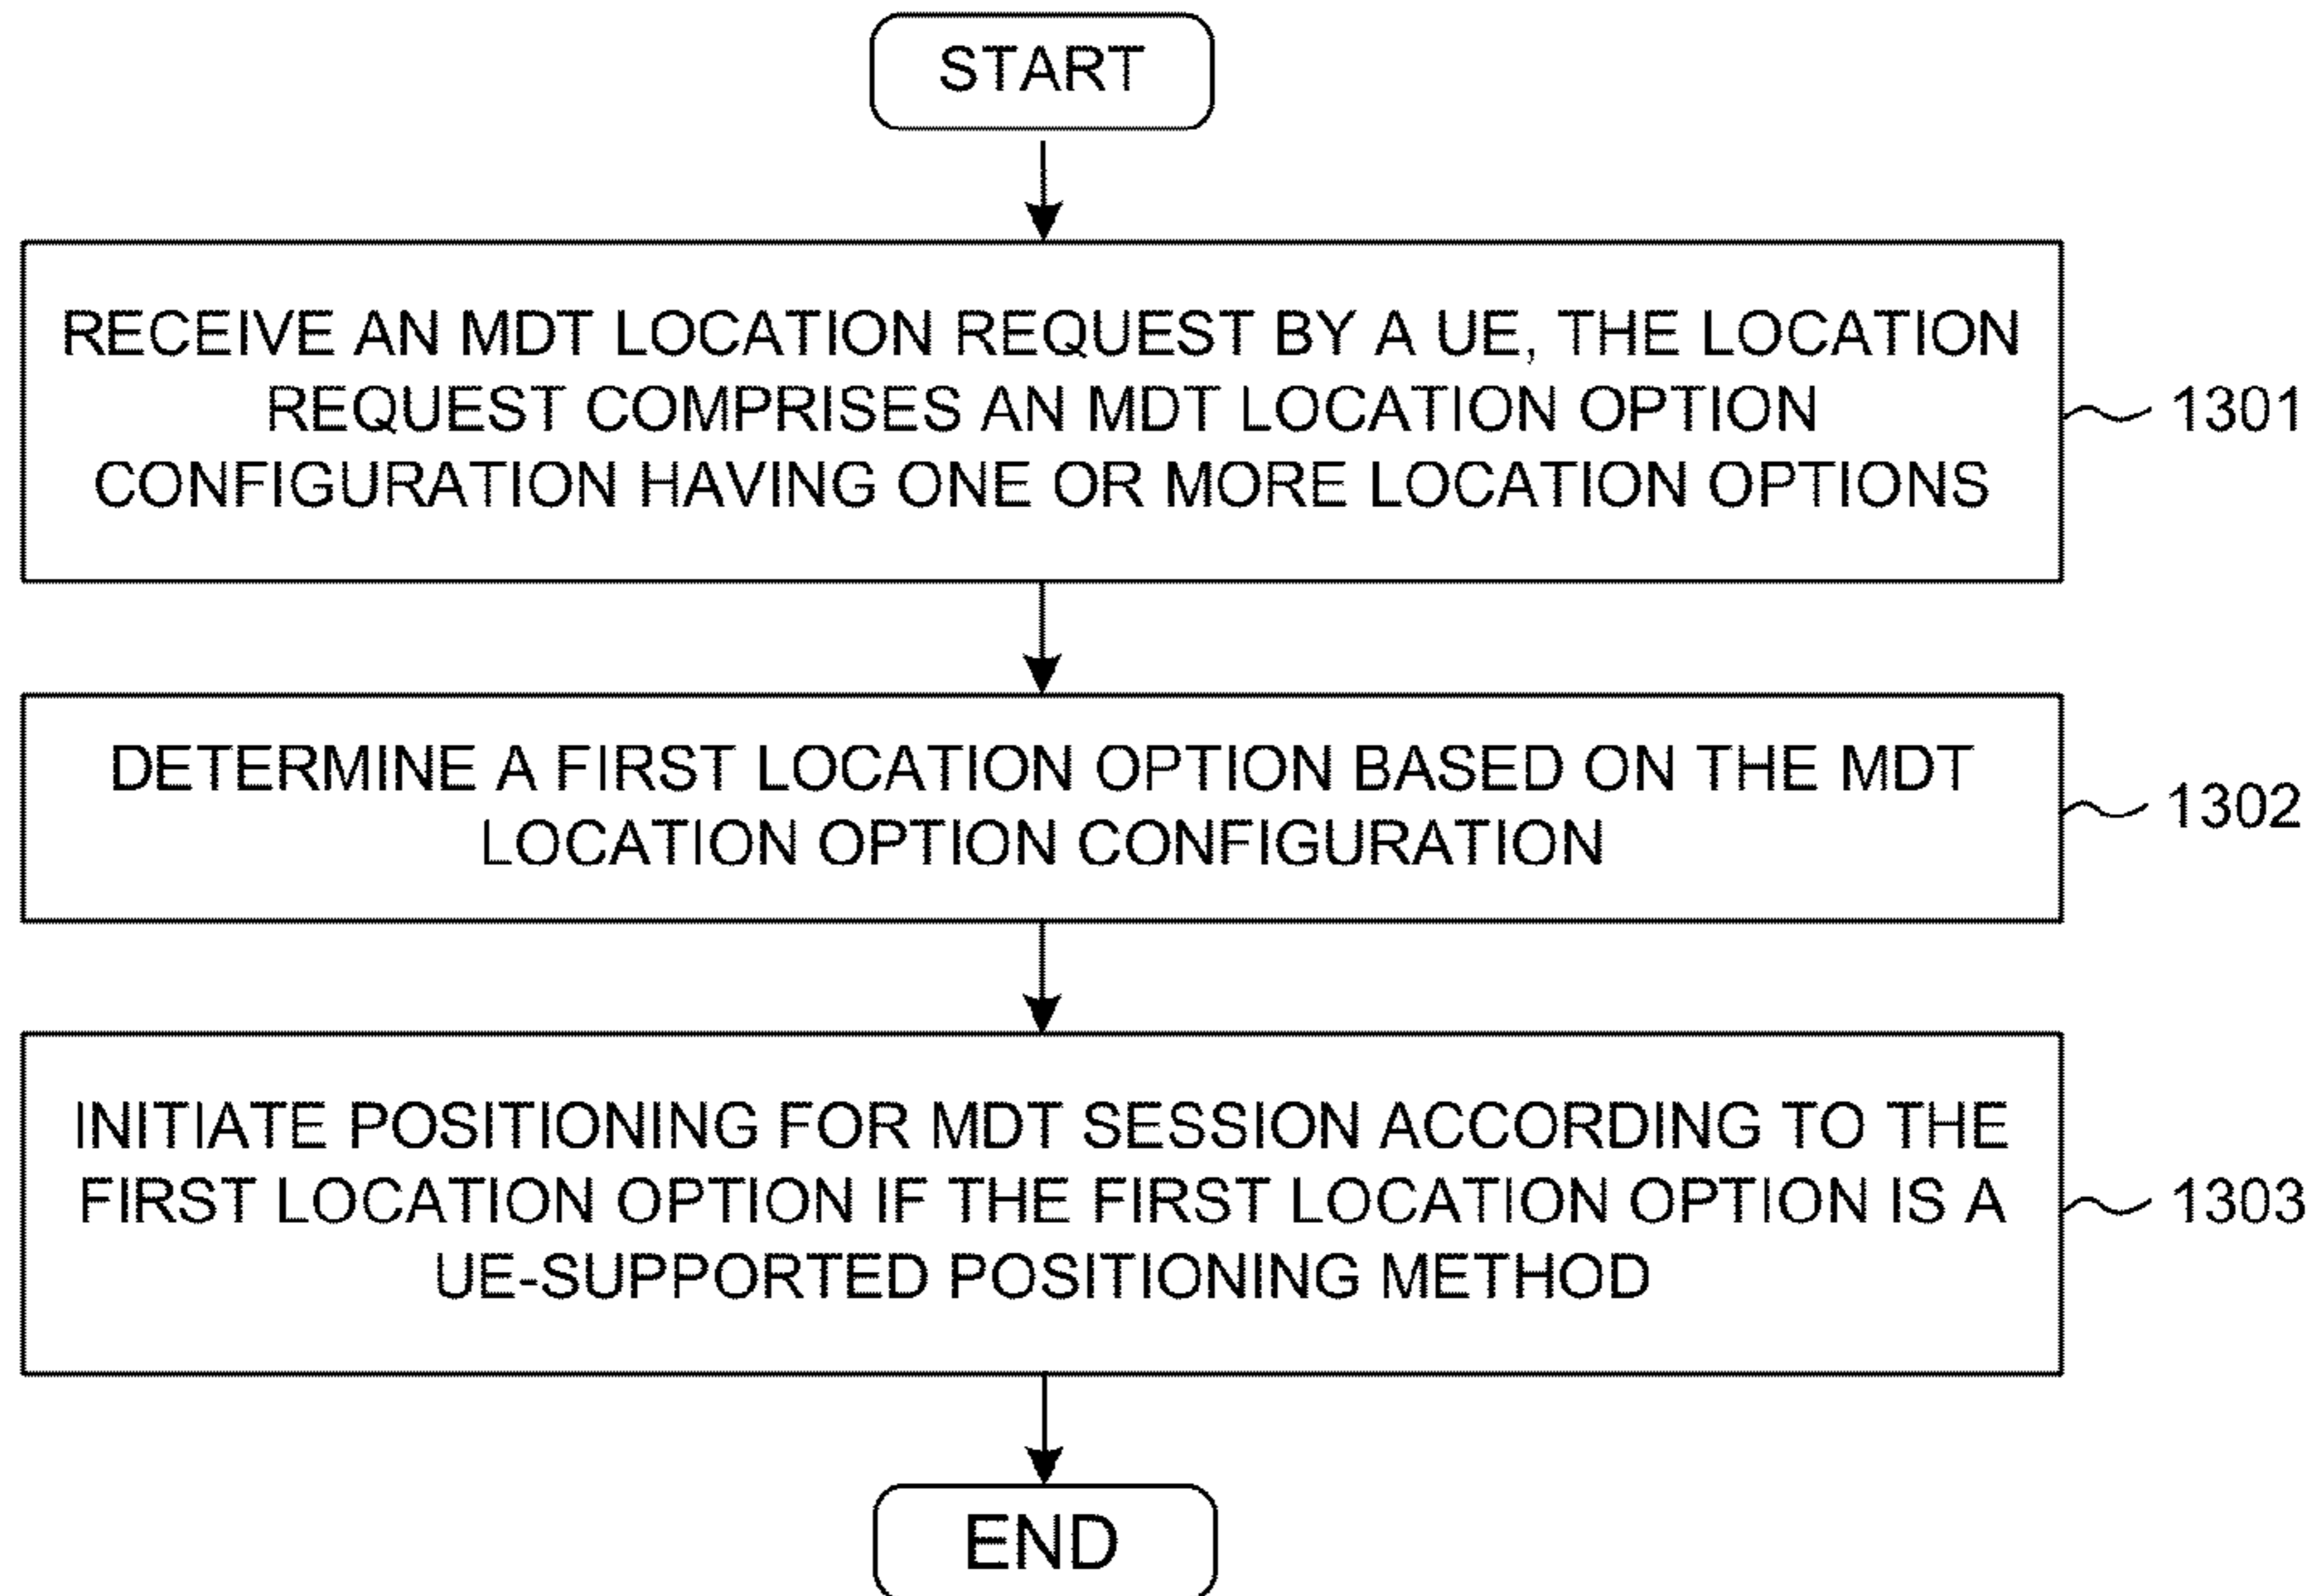 START
RECEIVE AN MDT LOCATION REQUEST BY A UE, THE LOCATION
REQUEST COMPRISES AN MDT LOCATION OPTION
CONFIGURATION HAVING ONE OR MORE LOCATION OPTIONS
1301
DETERMINE A FIRST LOCATION OPTION BASED ON THE MDT
LOCATION OPTION CONFIGURATION
1302
INITIATE POSITIONING FOR MDT SESSION ACCORDING TO THE
FIRST LOCATION OPTION IF THE FIRST LOCATION OPTION IS A
UE-SUPPORTED POSITIONING METHOD
1303
END